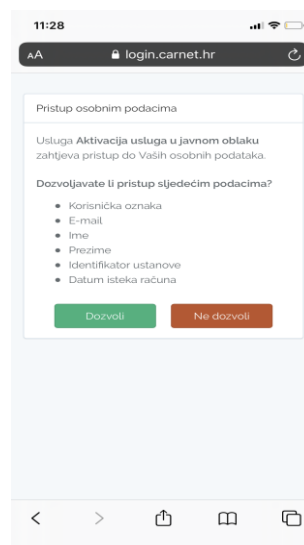 11:28
AA login.carnet.hr
Pristup osobnim podacima
Usluga Aktivacija usluga u javnom oblaku
zahtjeva pristup do Vaših osobnih podataka.
Dozvoljavate li pristup sljedećim podacima?
Korisnička oznaka
E-mail
Ime
Prezime
Identifikator ustanove
Datum isteka računa
Dozvoli Ne dozvoli